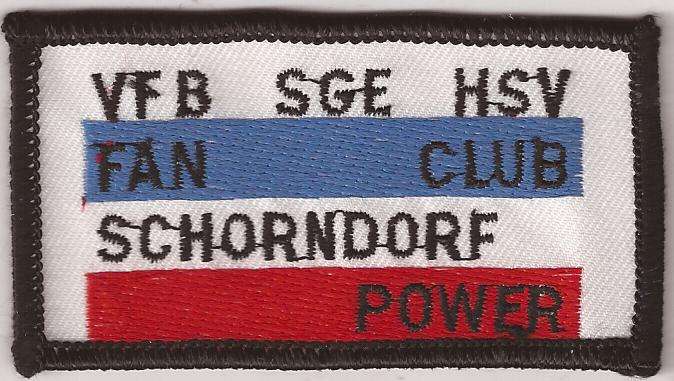 VFB SGE HSV
FAN CLUB
SCHORNDORF
POWER